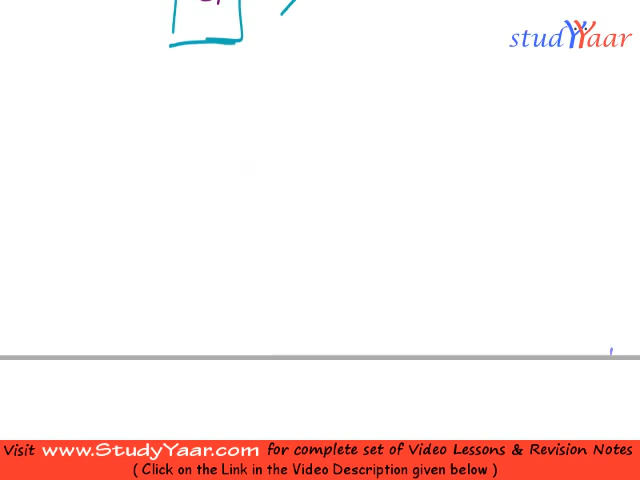 studYYaar
Visit www.StudyYaar.com for complete set of Video Lessons & Revision Notes
( Click on the Link in the Video Description given below )